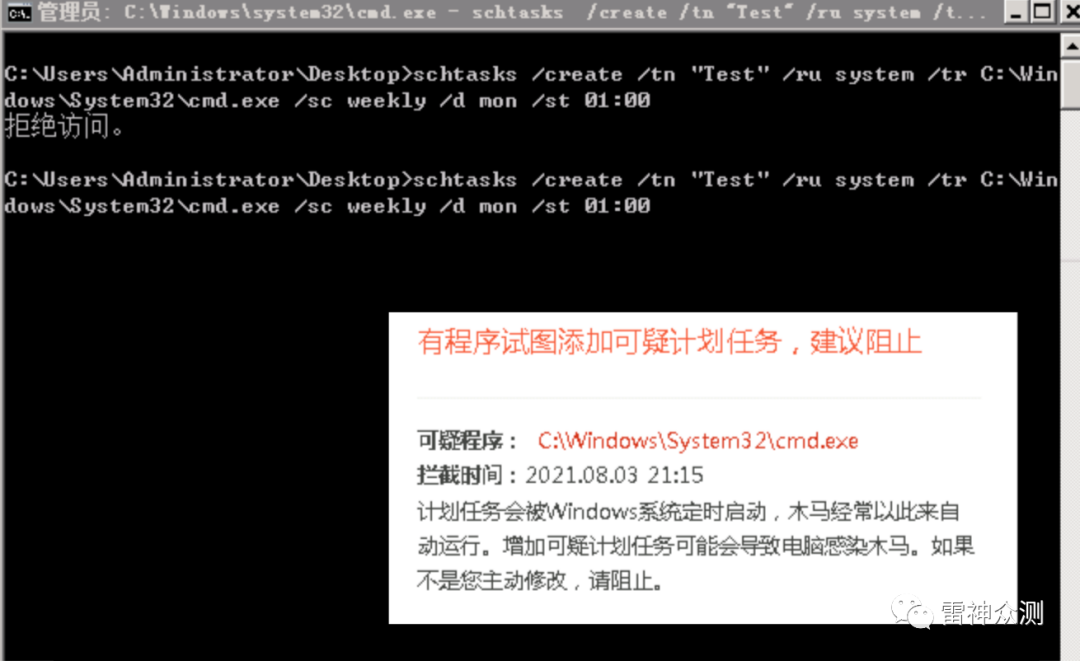 管理员: C:\Windows\system32\cmd.exe - schtasks /create /tn "Test" /ru system /t...
C:\Users\Administrator\Desktop>schtasks /create /tn "Test" /ru system /tr C:\Win
dows\System32\cmd.exe /sc weekly /d mon /st 01:00
拒绝访问。
C:\Users\Administrator\Desktop>schtasks /create /tn "Test" /ru system /tr C:\Win
dows\System32\cmd.exe /sc weekly /d mon /st 01:00
有程序试图添加可疑计划任务，建议阻止
可疑程序： C:\Windows\System32\cmd.exe
拦截时间：2021.08.03 21:15
计划任务会被Windows系统定时启动，木马经常以此来自
动运行。增加可疑计划任务可能会导致电脑感染木马。如果
不是您主动修改，请阻止。
雷神众测